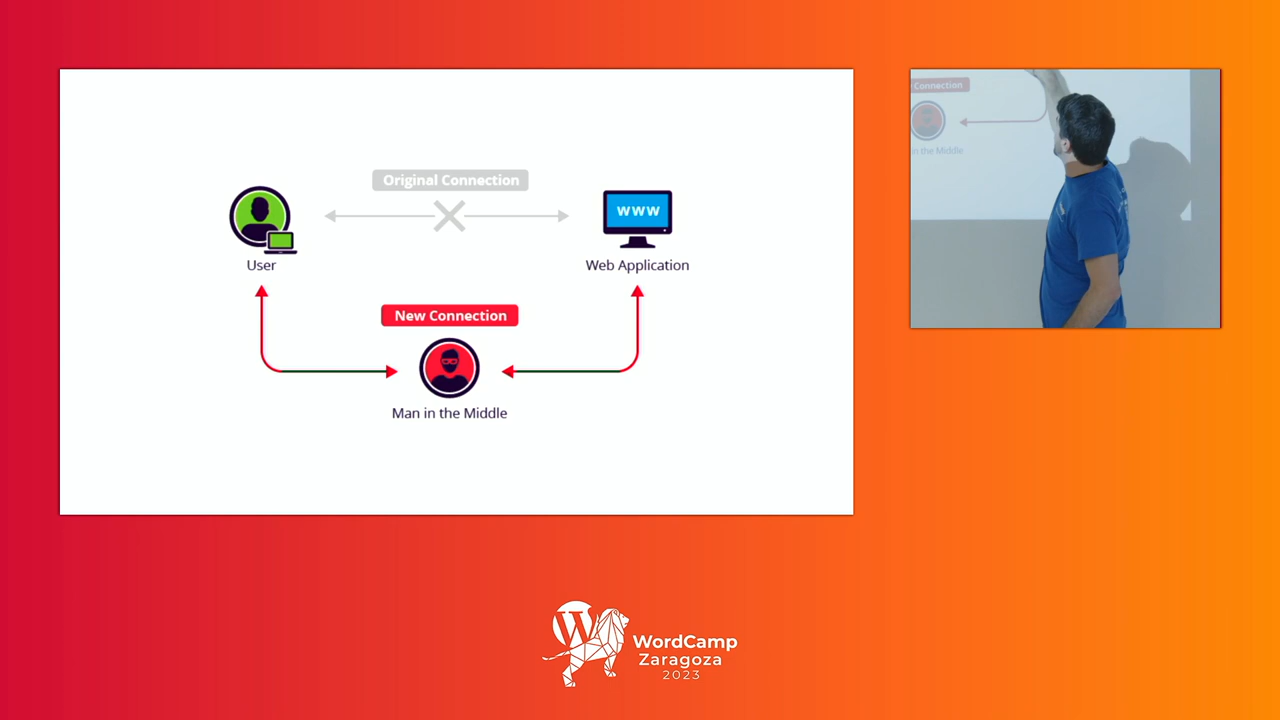 Original Connection
www
User
Web Application
New Connection
Man in the Middle
Connection
in the Middle
W
WordCamp
Zaragoza
2023